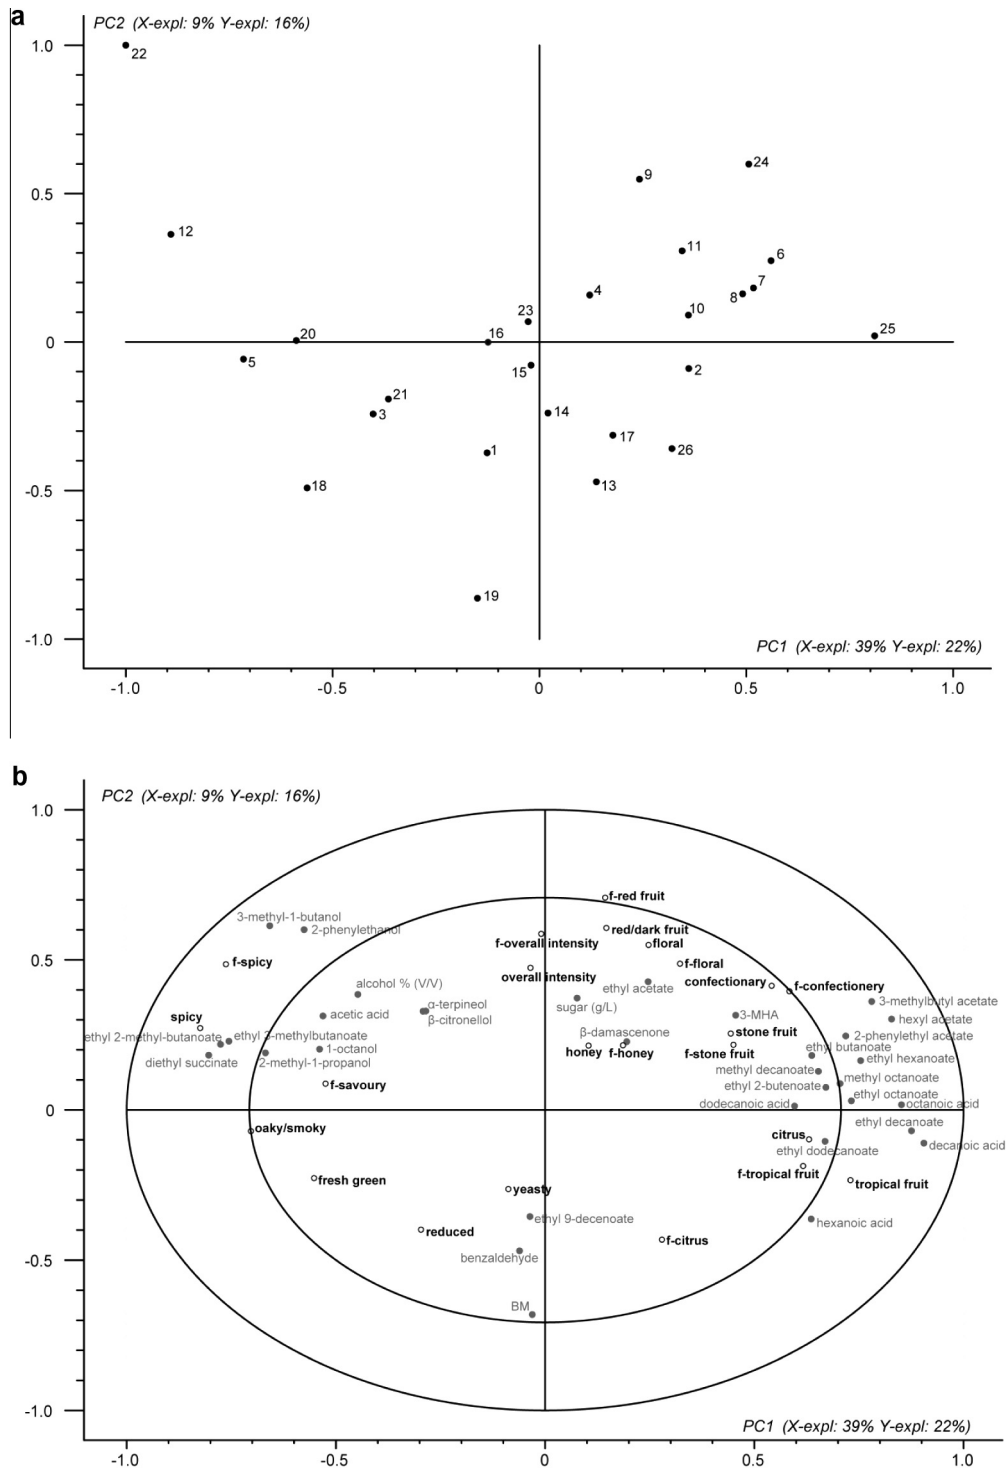 a
PC2 (X-expl: 9% Y-expl: 16%)
1.0
22
24
9
0.5
12
11
6
7
8
4
10
23
25
20
16
0
5
15
2
21
3
14
17
1
26
18
13
-0.5
19
-1.0
PC1 (X-expl: 39% Y-expl: 22%)
-1.0 -0.5 0 0.5 1.0
b
PC2 (X-expl: 9% Y-expl: 16%)
1.0
f-red fruit
3-methyl-1-butanol
2-phenylethanol
red/dark fruit
f-overall intensity
floral
0.5
f-spicy
f-floral
overall intensity
confectionary
f-confectionery
alcohol % (V/V)
ethyl acetate
3-methylbutyl acetate
α-terpineol
sugar (g/L)
acetic acid
β-citronellol
3-MHA
hexyl acetate
spicy
ethyl 2-methyl-butanoate
ethyl 3-methylbutanoate
β-damascenone
stone fruit
2-phenylethyl acetate
1-octanol
honey
f-honey
f-stone fruit
ethyl butanoate
diethyl succinate
2-methyl-1-propanol
ethyl hexanoate
methyl decanoate
f-savoury
ethyl 2-butenoate
methyl octanoate
ethyl octanoate
dodecanoic acid
octanoic acid
0
oaky/smoky
ethyl decanoate
citrus
ethyl dodecanoate
decanoic acid
fresh green
f-tropical fruit
tropical fruit
yeasty
ethyl 9-decenoate
hexanoic acid
reduced
f-citrus
benzaldehyde
-0.5
BM
-1.0
PC1 (X-expl: 39% Y-expl: 22%)
-1.0 -0.5 0 0.5 1.0